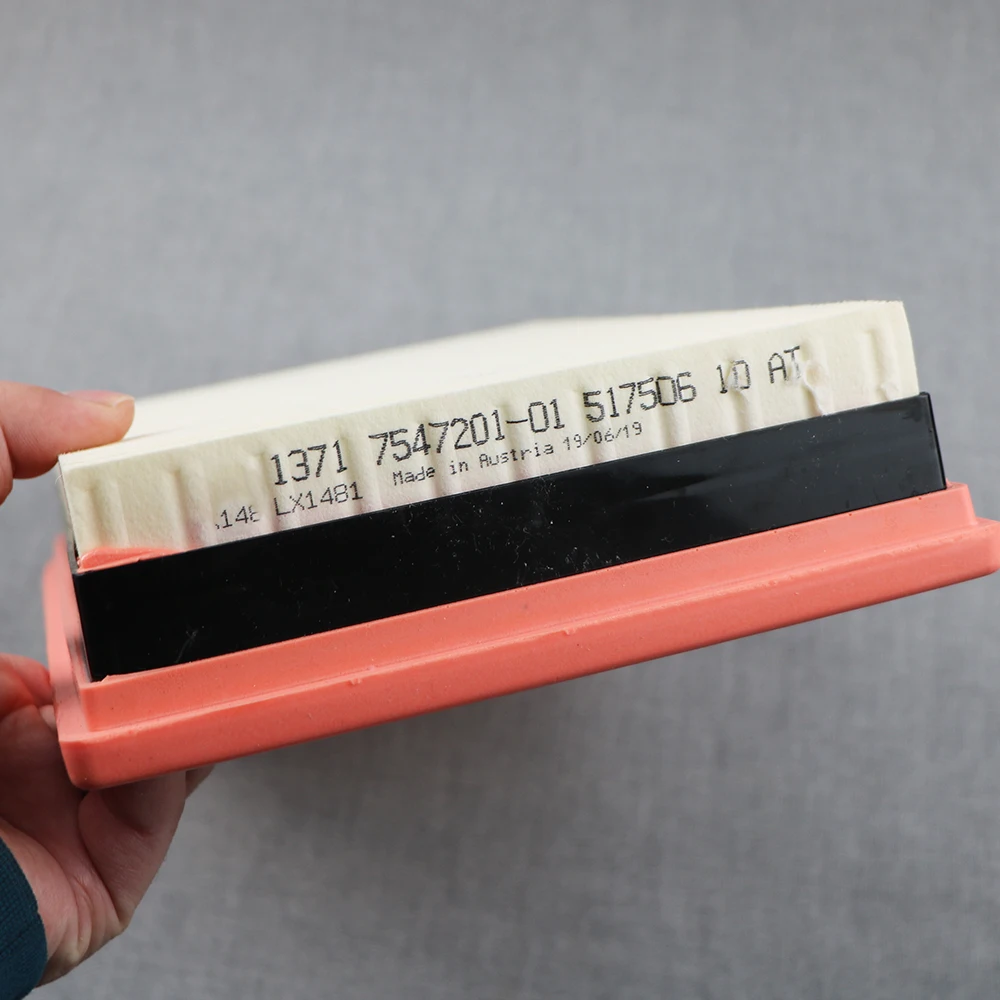 1371 7547201-01 517506 10 AT
LX1481 Made in Austria 19/06/19